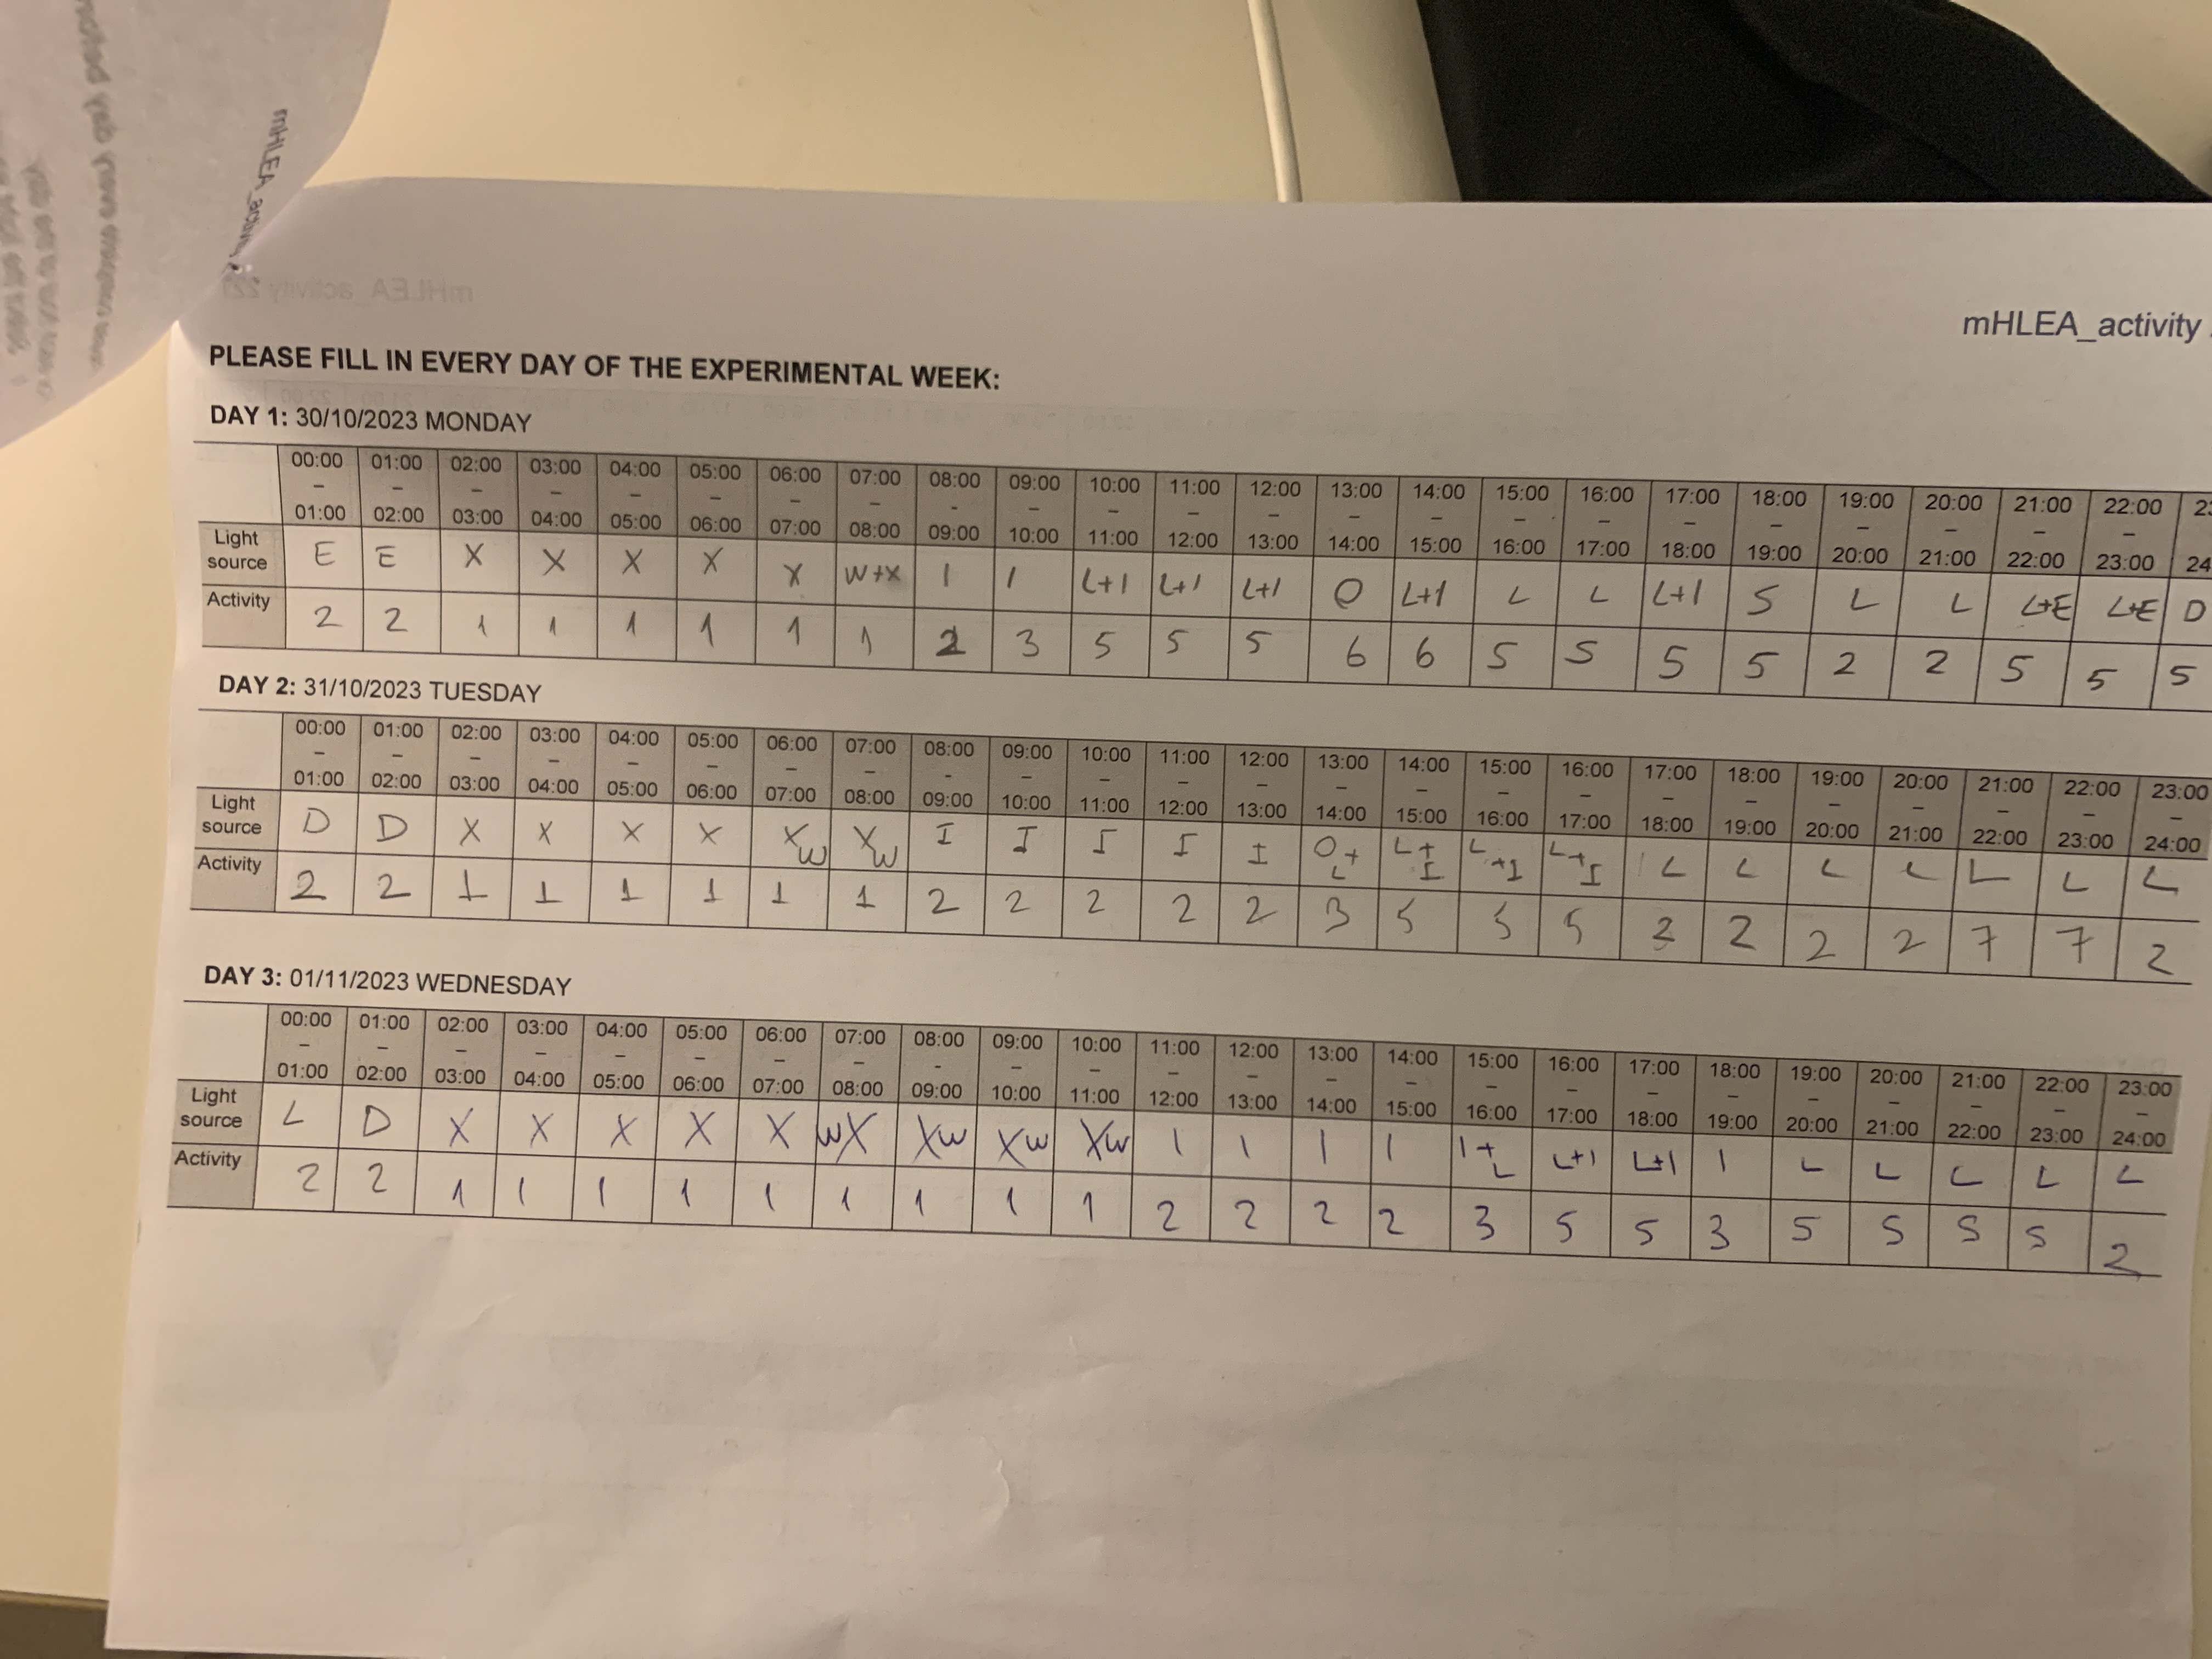 mHLEA_activity
PLEASE FILL IN EVERY DAY OF THE EXPERIMENTAL WEEK:
DAY 1: 30/10/2023 MONDAY
00:00 – 01:00 01:00 – 02:00 02:00 – 03:00 03:00 – 04:00 04:00 – 05:00 05:00 – 06:00 06:00 – 07:00 07:00 – 08:00 08:00 - 09:00 09:00 – 10:00 10:00 – 11:00 11:00 – 12:00 12:00 – 13:00 13:00 – 14:00 14:00 – 15:00 15:00 – 16:00 16:00 – 17:00 17:00 – 18:00 18:00 – 19:00 19:00 – 20:00 20:00 – 21:00 21:00 – 22:00 22:00 – 23:00
Light source E E X X X X X W+X I I L+I L+I L+I O L+I L L L+I S L L L+E L+E D
Activity 2 2 1 1 1 1 1 1 2 3 5 5 5 6 6 5 5 5 5 2 2 5 5 5
DAY 2: 31/10/2023 TUESDAY
00:00 – 01:00 01:00 – 02:00 02:00 – 03:00 03:00 – 04:00 04:00 – 05:00 05:00 – 06:00 06:00 – 07:00 07:00 – 08:00 08:00 - 09:00 09:00 – 10:00 10:00 – 11:00 11:00 – 12:00 12:00 – 13:00 13:00 – 14:00 14:00 – 15:00 15:00 – 16:00 16:00 – 17:00 17:00 – 18:00 18:00 – 19:00 19:00 – 20:00 20:00 – 21:00 21:00 – 22:00 22:00 – 23:00 23:00 – 24:00
Light source D D X X X X XW XW I I I I I O+L L+I L+I L+I L L L L L L L
Activity 2 2 1 1 1 1 1 1 2 2 2 2 2 3 5 5 5 2 2 2 2 7 7 2
DAY 3: 01/11/2023 WEDNESDAY
00:00 – 01:00 01:00 – 02:00 02:00 – 03:00 03:00 – 04:00 04:00 – 05:00 05:00 – 06:00 06:00 – 07:00 07:00 – 08:00 08:00 - 09:00 09:00 – 10:00 10:00 – 11:00 11:00 – 12:00 12:00 – 13:00 13:00 – 14:00 14:00 – 15:00 15:00 – 16:00 16:00 – 17:00 17:00 – 18:00 18:00 – 19:00 19:00 – 20:00 20:00 – 21:00 21:00 – 22:00 22:00 – 23:00 23:00 – 24:00
Light source L D X X X X X WX XW XW XW I I I I I+L L+I L+I I L L L L L
Activity 2 2 1 1 1 1 1 1 1 1 1 2 2 2 2 3 5 5 3 5 5 5 5 2